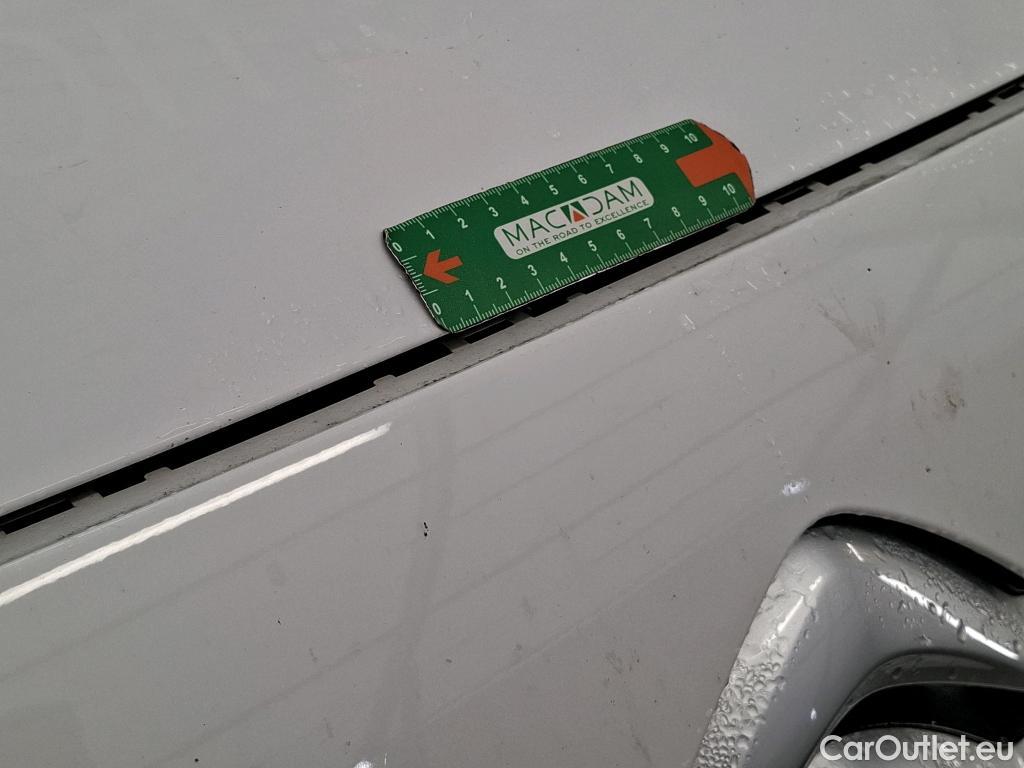 0 1 2 3 4 5 6 7 8 9 10
MACADAM
ON THE ROAD TO EXCELLENCE
0 1 2 3 4 5 6 7 8 9 10
CarOutlet.eu